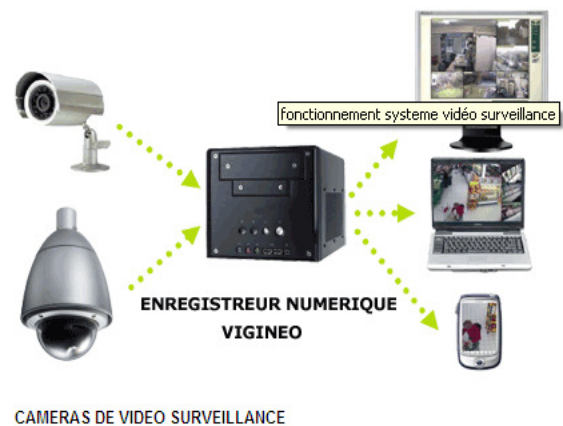 fonctionnement systeme vidéo surveillance
ENREGISTREUR NUMERIQUE
VIGINEO
CAMERAS DE VIDEO SURVEILLANCE